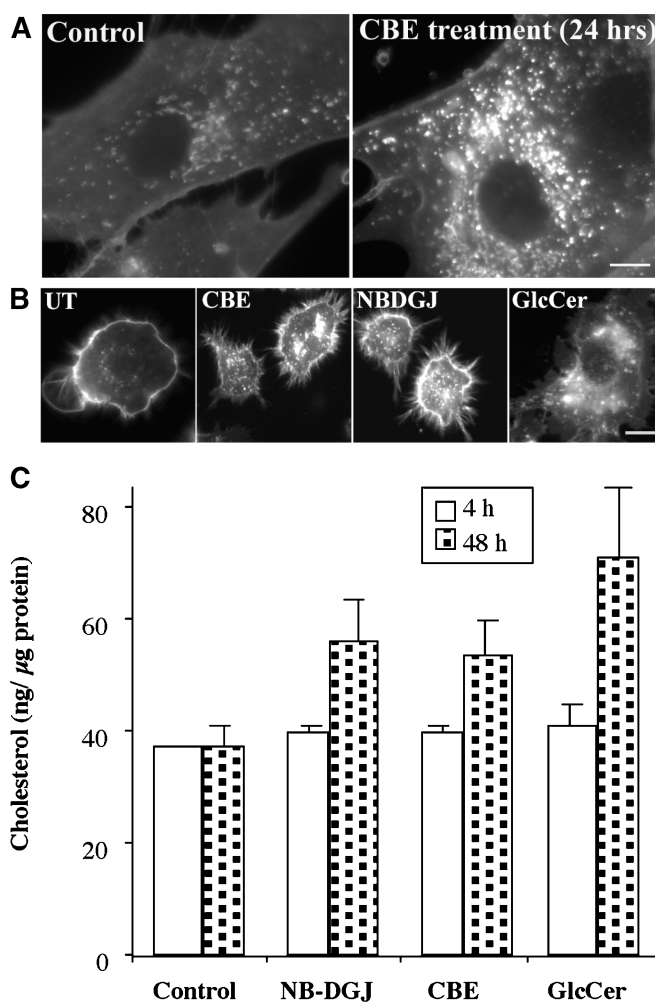 A
Control
CBE treatment (24 hrs)
B
UT
CBE
NBDGJ
GlcCer
C
Cholesterol (ng/ µg protein)
80
60
40
20
0
4 h
48 h
Control
NB-DGJ
CBE
GlcCer